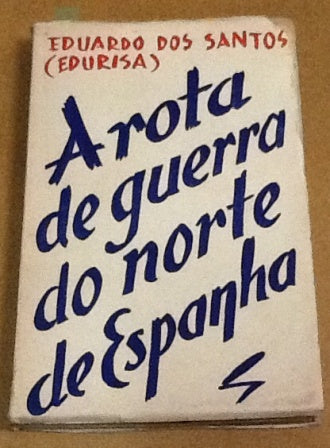 EDUARDO DOS SANTOS
(EDURISA)
A rota
de guerra
do norte
de Espanha